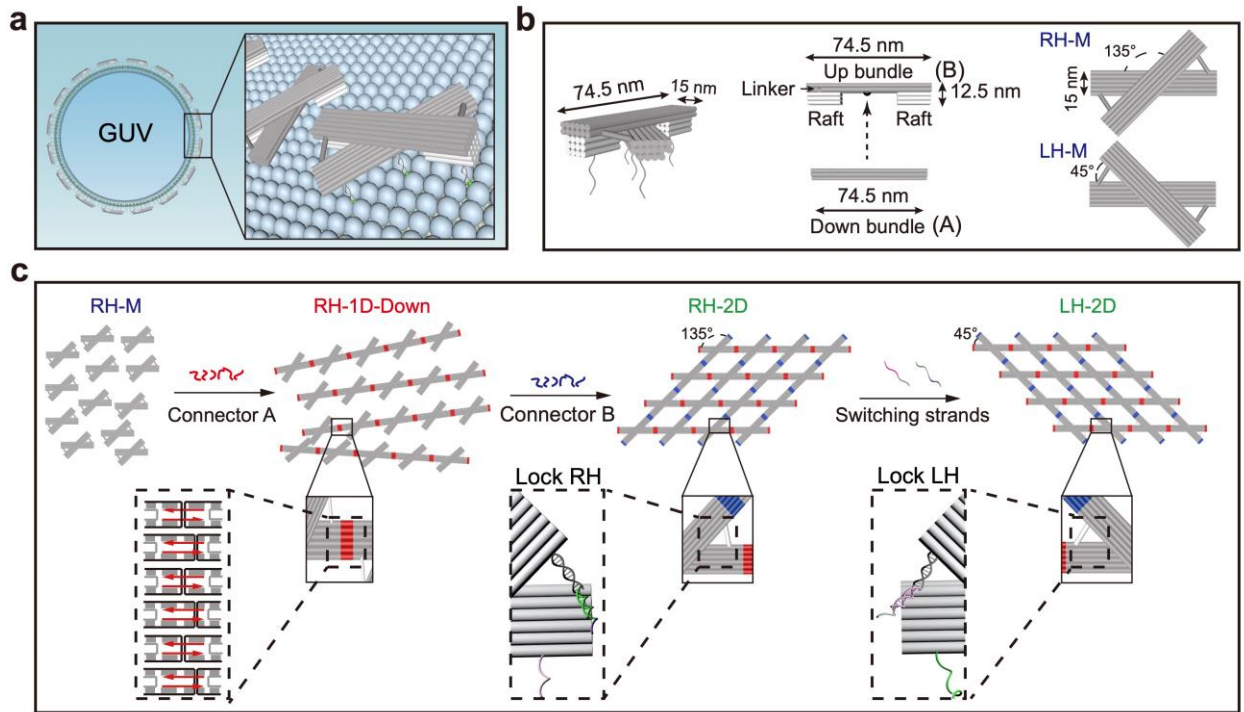 a
GUV
b
74.5 nm
15 nm
74.5 nm
Up bundle
(B)
Linker
12.5 nm
Raft
Raft
74.5 nm
Down bundle
(A)
RH-M
135°
15 nm
LH-M
45°
c
RH-M
RH-1D-Down
RH-2D
LH-2D
135°
45°
Connector A
Connector B
Switching strands
Lock RH
Lock LH